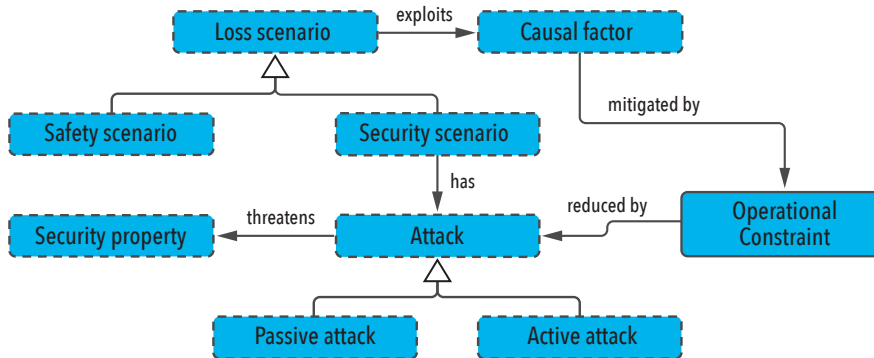 exploits
Loss scenario
Causal factor
mitigated by
Safety scenario
Security scenario
has
threatens
reduced by
Security property
Attack
Operational
Constraint
Passive attack
Active attack